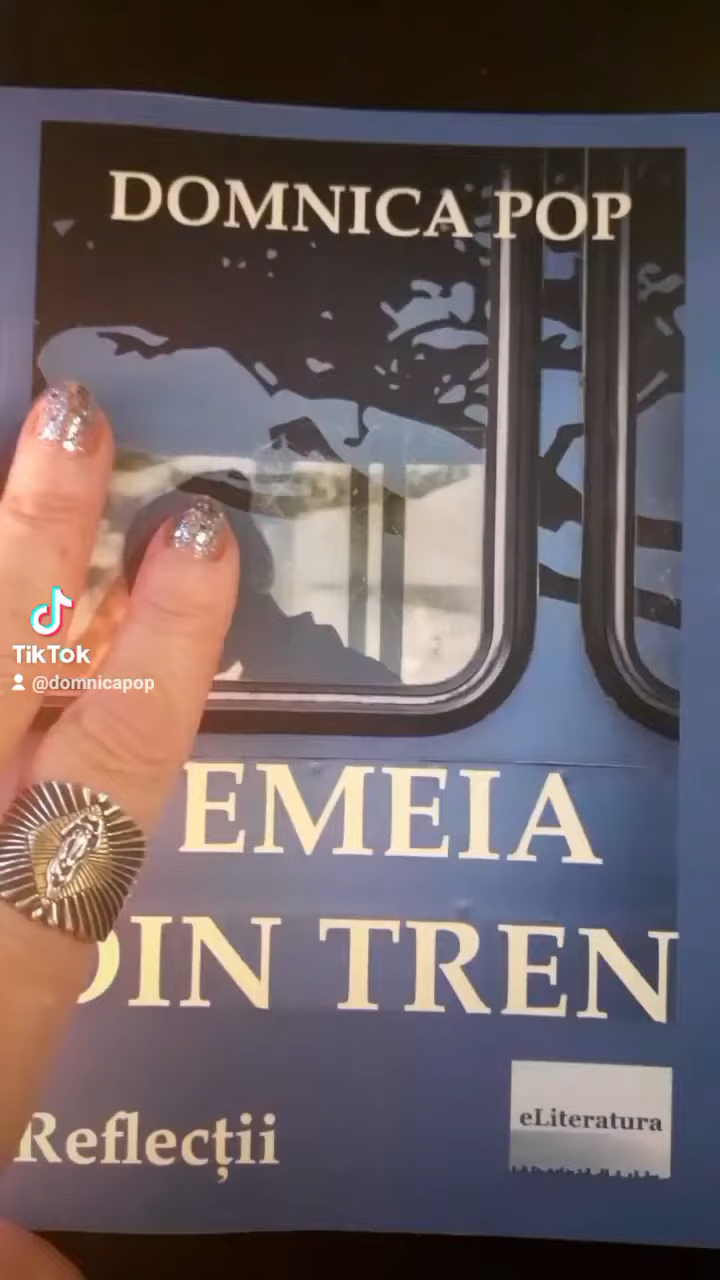 DOMNICA POP
TikTok
@domnicapop
EMEIA
DIN TREN
Reflecții
eLiteratura